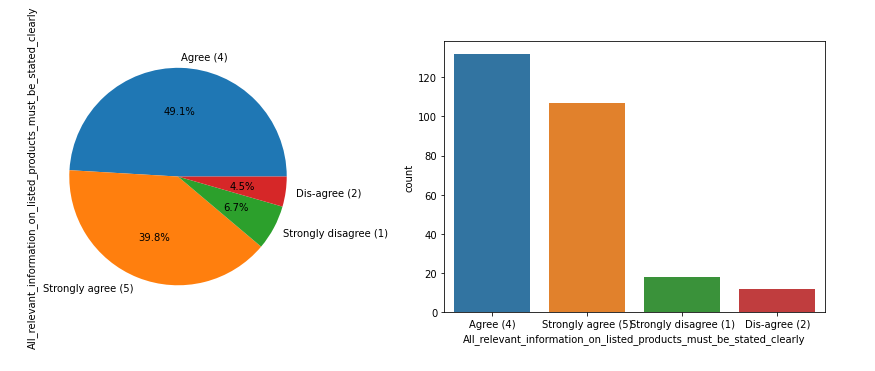 All_relevant_information_on_listed_products_must_be_stated_clearly
Agree (4)
49.1%
Strongly agree (5)
39.8%
Strongly disagree (1)
6.7%
Dis-agree (2)
4.5%
count
120
100
80
60
40
20
0
Agree (4)
Strongly agree (5)
Strongly disagree (1)
Dis-agree (2)
All_relevant_information_on_listed_products_must_be_stated_clearly